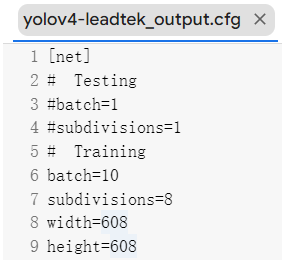 yolov4-leadtek_output.cfg ×
1 [net]
2 #  Testing
3 #batch=1
4 #subdivisions=1
5 #  Training
6 batch=10
7 subdivisions=8
8 width=608
9 height=608